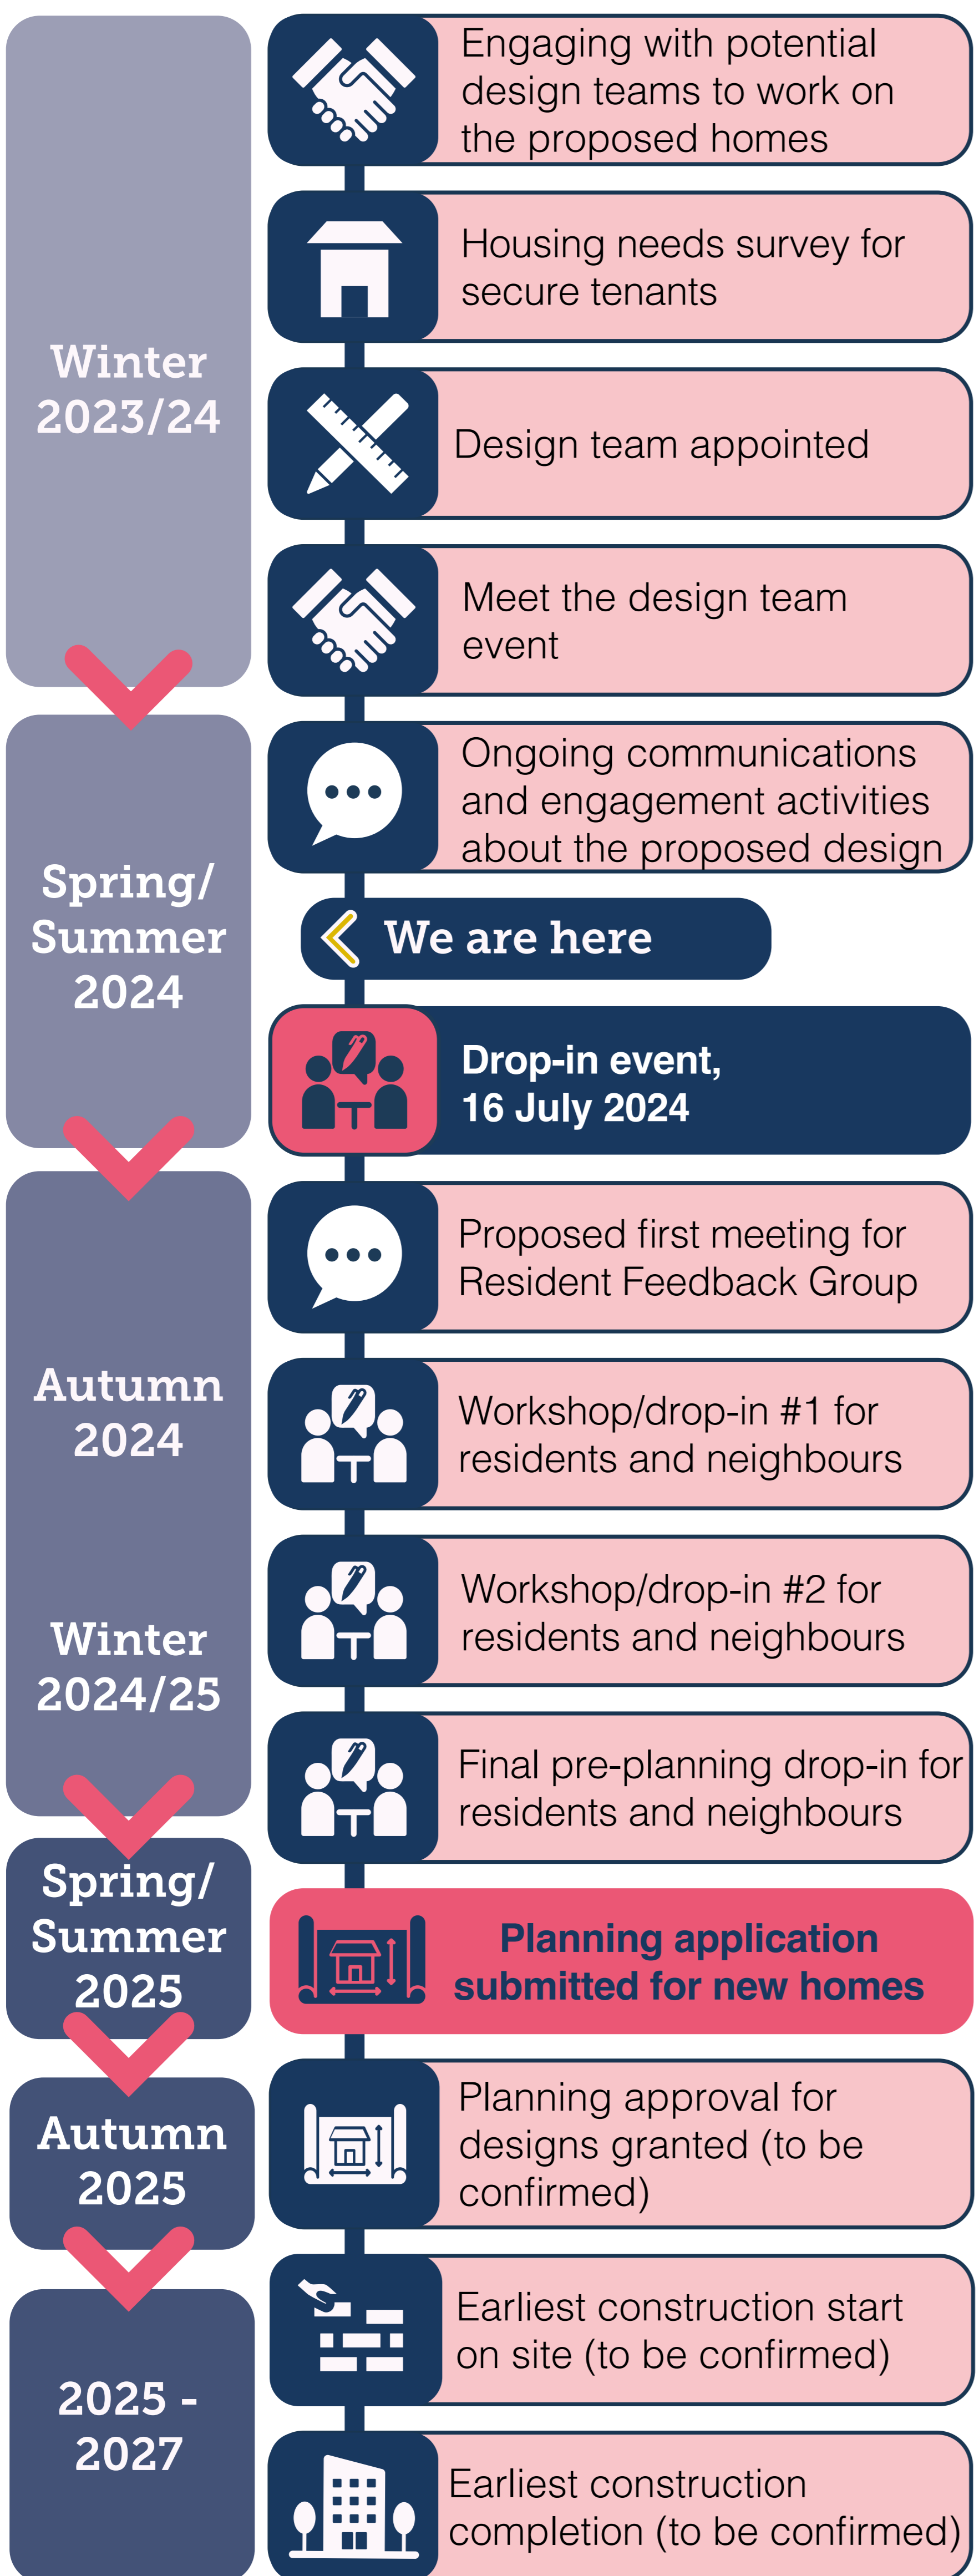 Winter
2023/24
Engaging with potential
design teams to work on
the proposed homes
Housing needs survey for
secure tenants
Design team appointed
Meet the design team
event
Spring/
Summer
2024
Ongoing communications
and engagement activities
about the proposed design
We are here
Drop-in event,
16 July 2024
Autumn
2024
Winter
2024/25
Proposed first meeting for
Resident Feedback Group
Workshop/drop-in #1 for
residents and neighbours
Workshop/drop-in #2 for
residents and neighbours
Final pre-planning drop-in for
residents and neighbours
Spring/
Summer
2025
Planning application
submitted for new homes
Autumn
2025
Planning approval for
designs granted (to be
confirmed)
2025 -
2027
Earliest construction start
on site (to be confirmed)
Earliest construction
completion (to be confirmed)